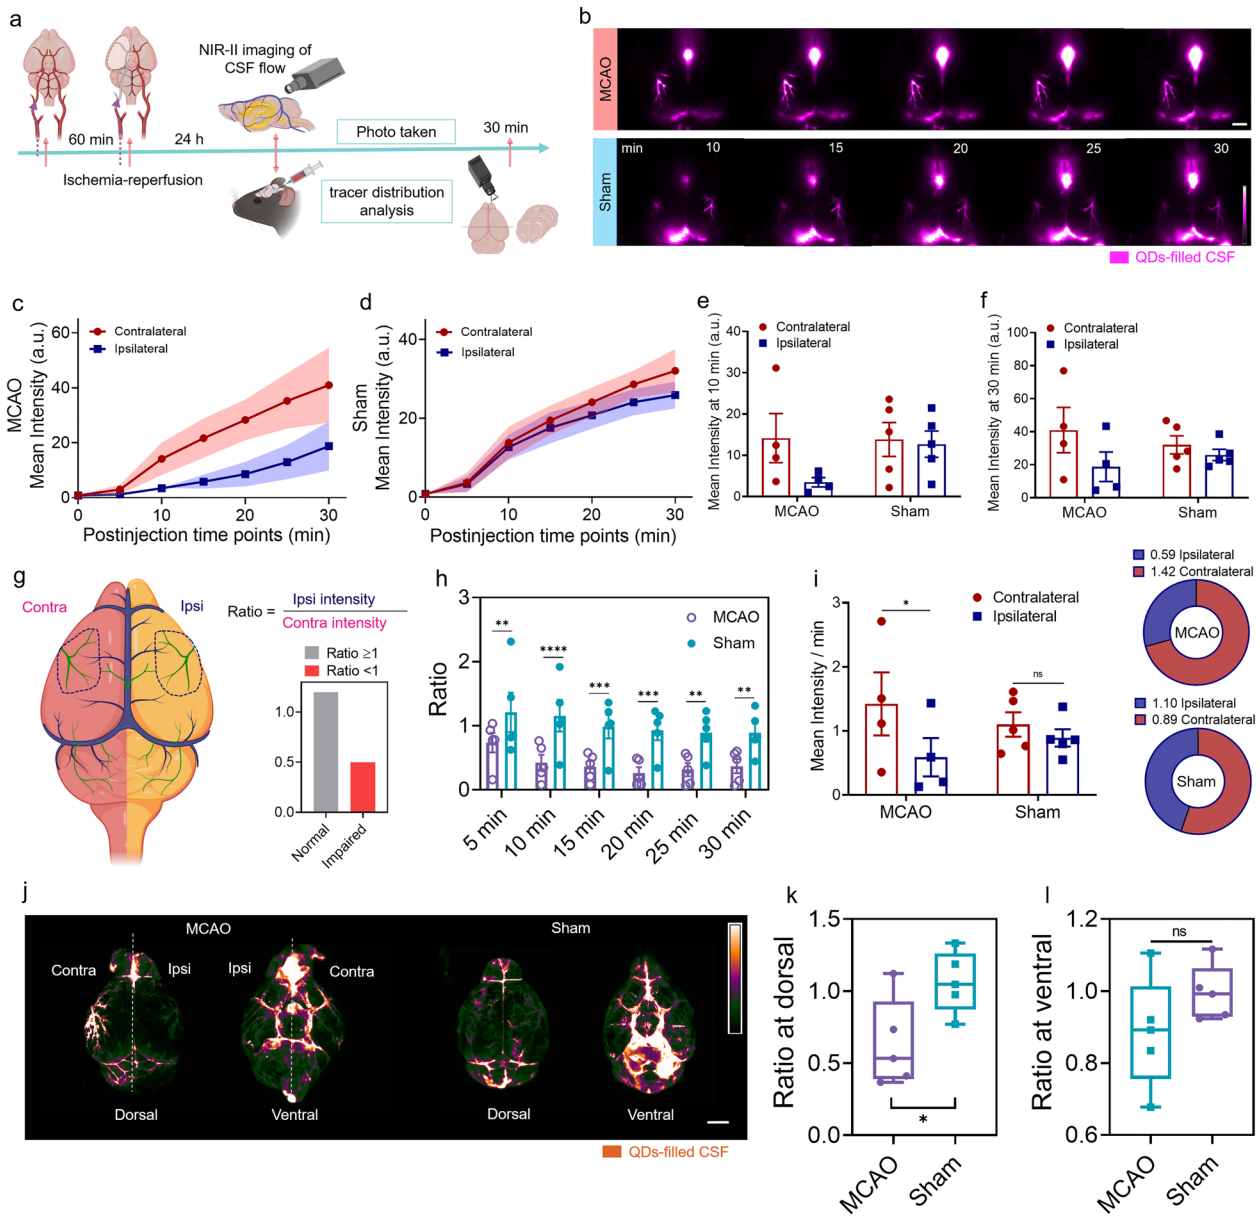 a
NIR-II imaging of
CSF flow
60 min
24 h
Photo taken
30 min
Ischemia-reperfusion
tracer distribution
analysis
b
MCAO
Sham
min
10
15
20
25
30
QDs-filled CSF
c
MCAO
Mean Intensity (a.u.)
60
40
20
0
Contralateral
Ipsilateral
0
10
20
30
Postinjection time points (min)
d
Sham
Mean Intensity (a.u.)
40
20
0
Contralateral
Ipsilateral
0
10
20
30
Postinjection time points (min)
e
Mean Intensity at 10 min (a.u.)
40
30
20
10
0
Contralateral
Ipsilateral
MCAO
Sham
f
Mean Intensity at 30 min (a.u.)
100
80
60
40
20
0
Contralateral
Ipsilateral
MCAO
Sham
g
Contra
Ipsi
Ratio =
Ipsi intensity
Contra intensity
Ratio ≥1
Ratio <1
1.0
0.5
0.0
Normal
Impaired
h
Ratio
3
2
1
0
MCAO
Sham
**
****
***
***
**
**
5 min
10 min
15 min
20 min
25 min
30 min
i
Mean Intensity / min
3
2
1
0
Contralateral
Ipsilateral
*
ns
MCAO
Sham
0.59 Ipsilateral
1.42 Contralateral
MCAO
1.10 Ipsilateral
0.89 Contralateral
Sham
j
MCAO
Sham
Contra
Ipsi
Ipsi
Contra
Dorsal
Ventral
Dorsal
Ventral
QDs-filled CSF
k
Ratio at dorsal
1.5
1.0
0.5
0.0
*
MCAO
Sham
l
Ratio at ventral
1.2
1.0
0.8
0.6
ns
MCAO
Sham